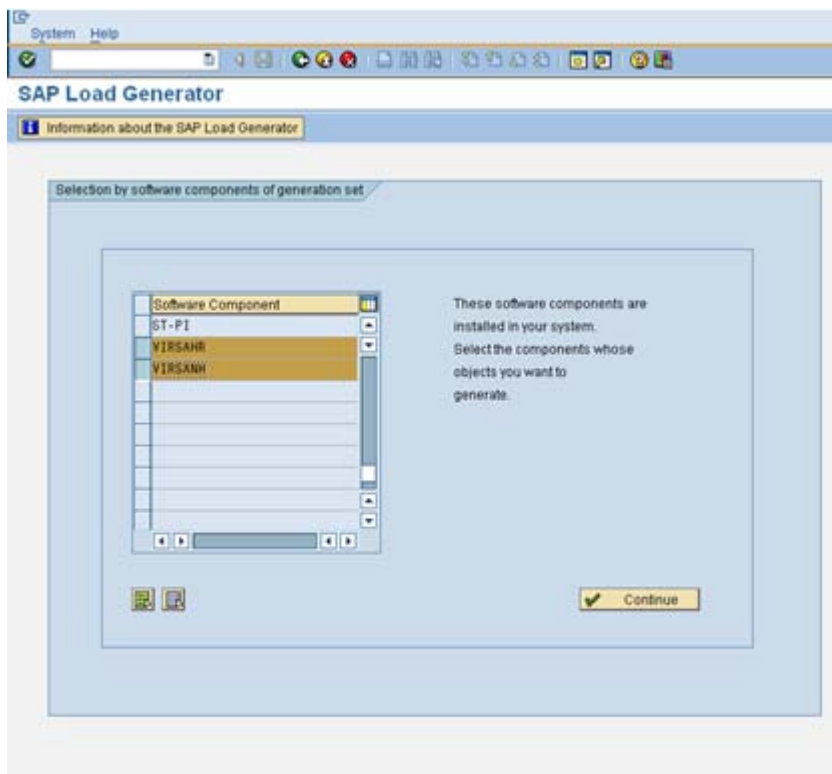 System Help
SAP Load Generator
Information about the SAP Load Generator
Selection by software components of generation set
Software Component
ST-PI
VIRSAHR
VIRSANH
These software components are
installed in your system.
Select the components whose
objects you want to
generate.
Continue